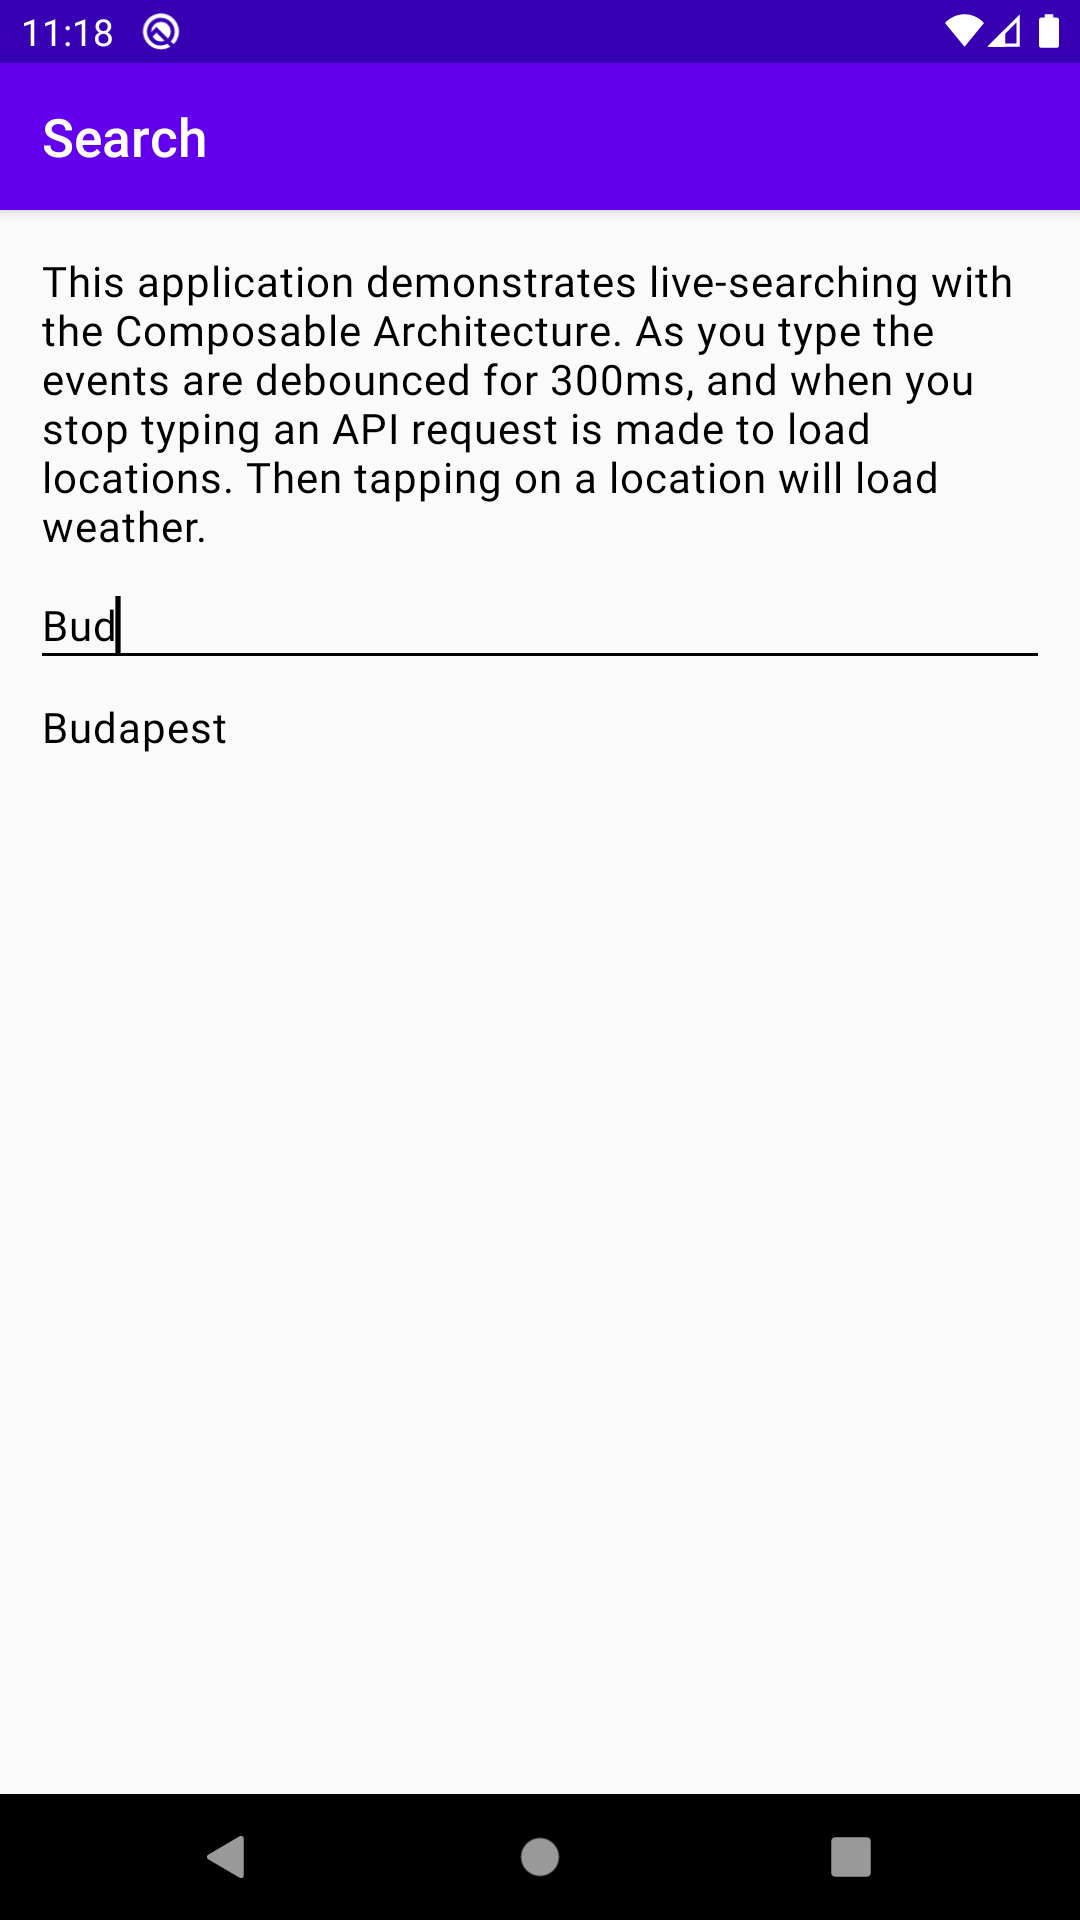 11:18
Search
This application demonstrates live-searching with
the Composable Architecture. As you type the
events are debounced for 300ms, and when you
stop typing an API request is made to load
locations. Then tapping on a location will load
weather.
Bud
Budapest